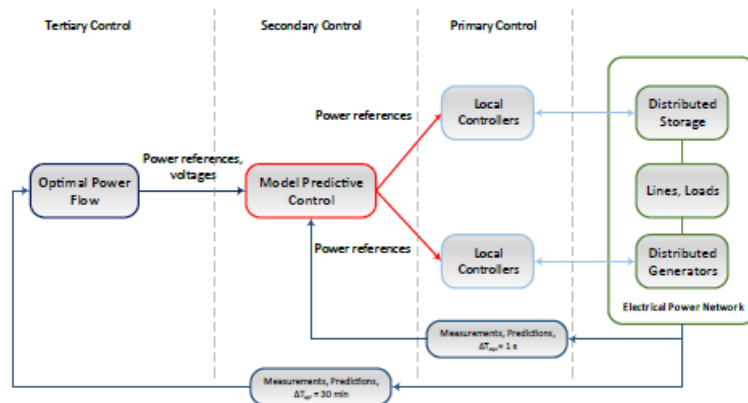 Tertiary Control
Secondary Control
Primary Control
Power references
Local
Controllers
Distributed
Storage
Power references,
voltages
Optimal Power
Flow
Model Predictive
Control
Lines, Loads
Power references
Local
Controllers
Distributed
Generators
Electrical Power Network
Measurements, Predictions,
= 1 s
Measurements, Predictions,
= 30 min